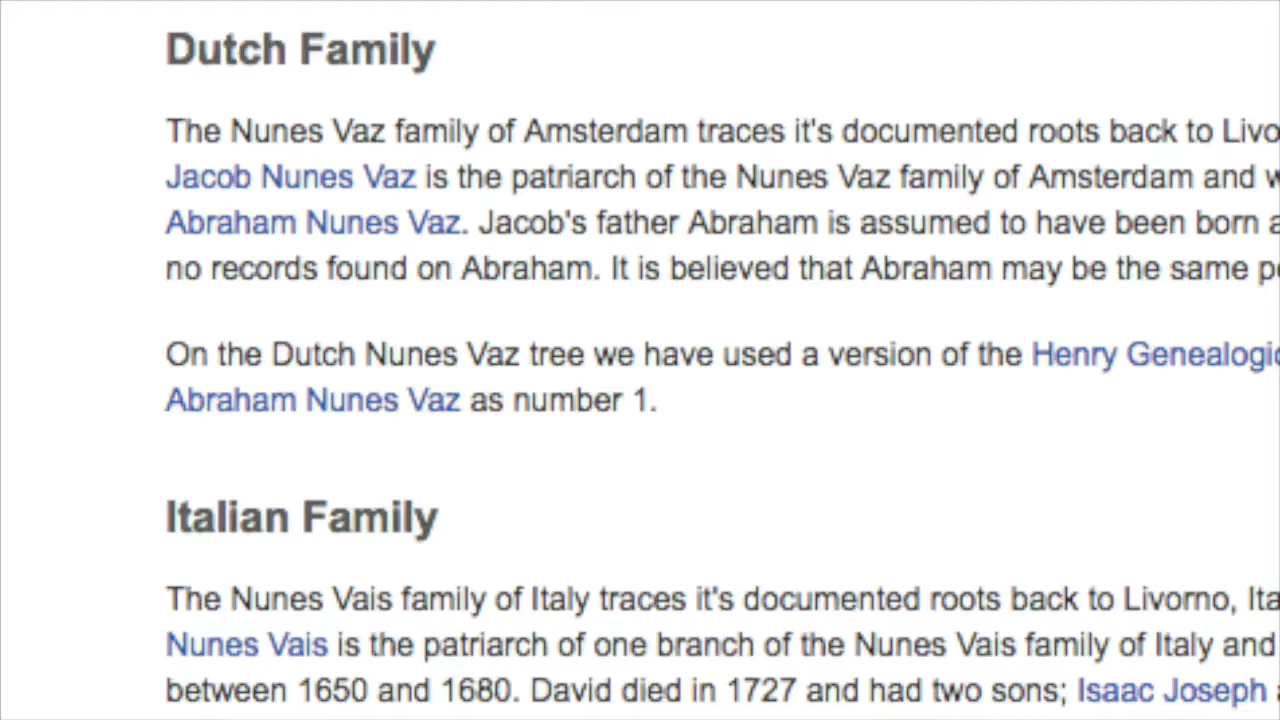 Dutch Family
The Nunes Vaz family of Amsterdam traces it's documented roots back to
Jacob Nunes Vaz is the patriarch of the Nunes Vaz family of Amsterdam and
Abraham Nunes Vaz. Jacob's father Abraham is assumed to have been born
no records found on Abraham. It is believed that Abraham may be the same
On the Dutch Nunes Vaz tree we have used a version of the Henry
Abraham Nunes Vaz as number 1.
Italian Family
The Nunes Vais family of Italy traces it's documented roots back to Livorno,
Nunes Vais is the patriarch of one branch of the Nunes Vais family of Italy and
between 1650 and 1680. David died in 1727 and had two sons; Isaac Joseph